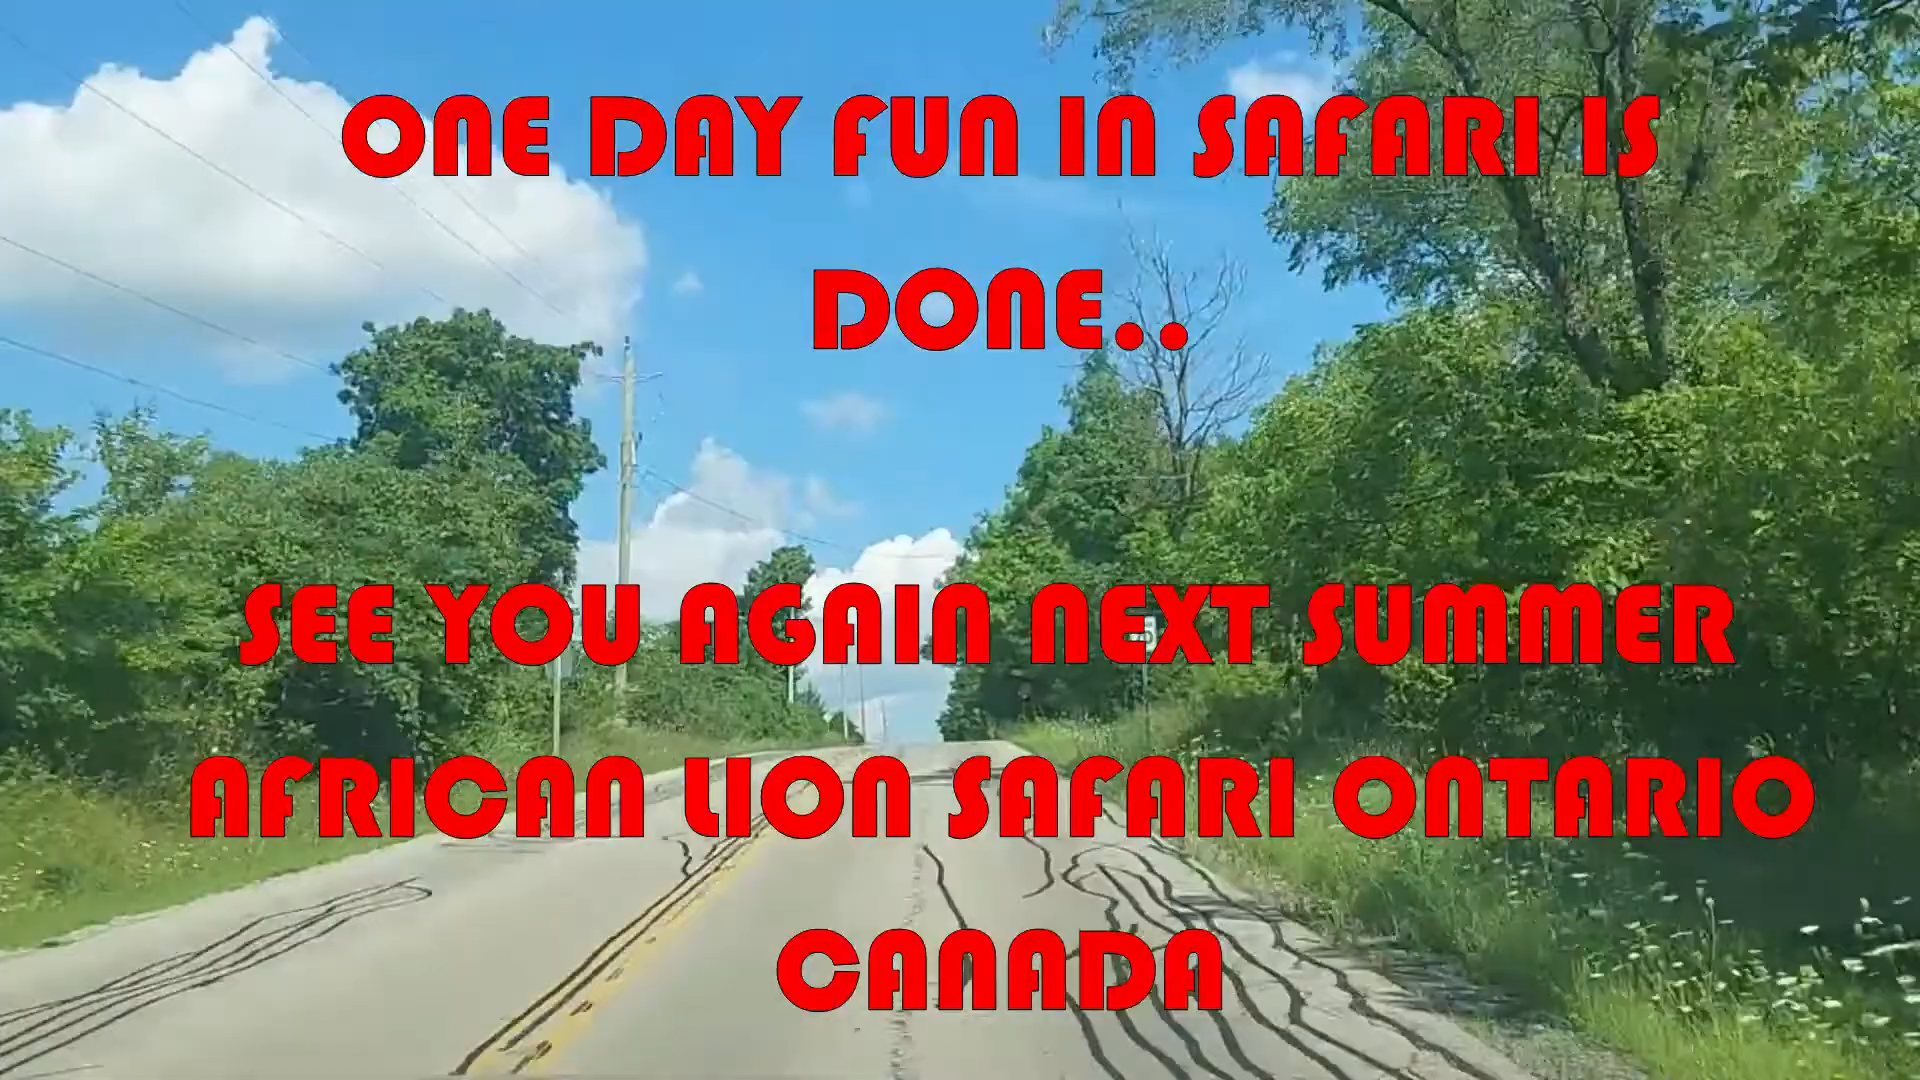 ONE DAY FUN IN SAFARI IS
DONE..
SEE YOU AGAIN NEXT SUMMER
AFRICAN LION SAFARI ONTARIO
CANADA